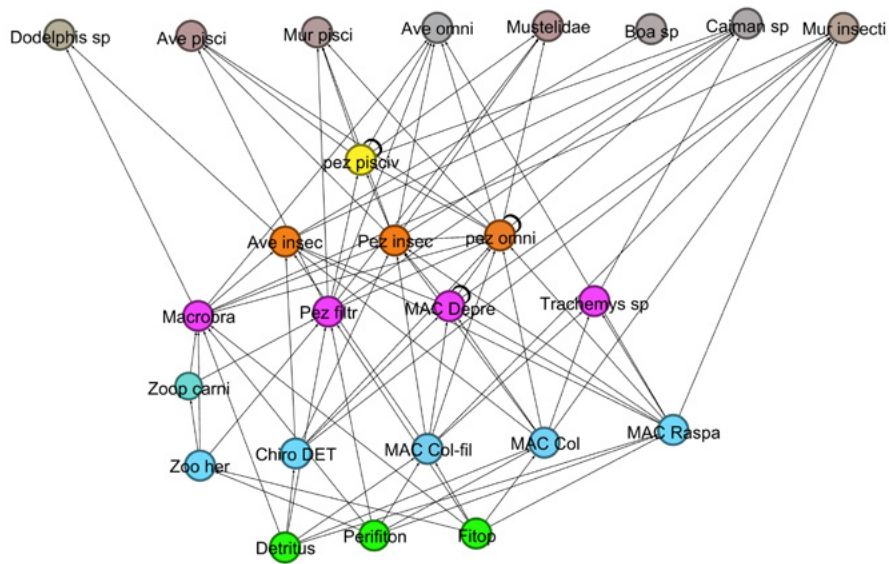 Dodelphis sp
Ave pisci
Mur pisci
Ave omni
Mustelidae
Boa sp
Caiman sp
Mur insecti
pez pisciv
Ave insec
Pez insec
pez omni
Macrobra
Pez filtr
MAC Depre
Trachemys sp
Zoop carni
Zoo her
Chiro DET
MAC Col-fil
MAC Col
MAC Raspa
Detritus
Perifiton
Fitop